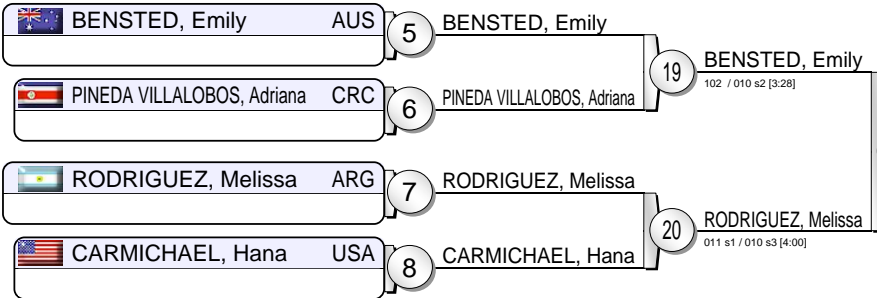 BENSTED, Emily AUS
5
BENSTED, Emily
PINEDA VILLALOBOS, Adriana CRC
6
PINEDA VILLALOBOS, Adriana
19
BENSTED, Emily
102 / 010 s2 [3:28]
RODRIGUEZ, Melissa ARG
7
RODRIGUEZ, Melissa
CARMICHAEL, Hana USA
8
CARMICHAEL, Hana
20
RODRIGUEZ, Melissa
011 s1 / 010 s3 [4:00]